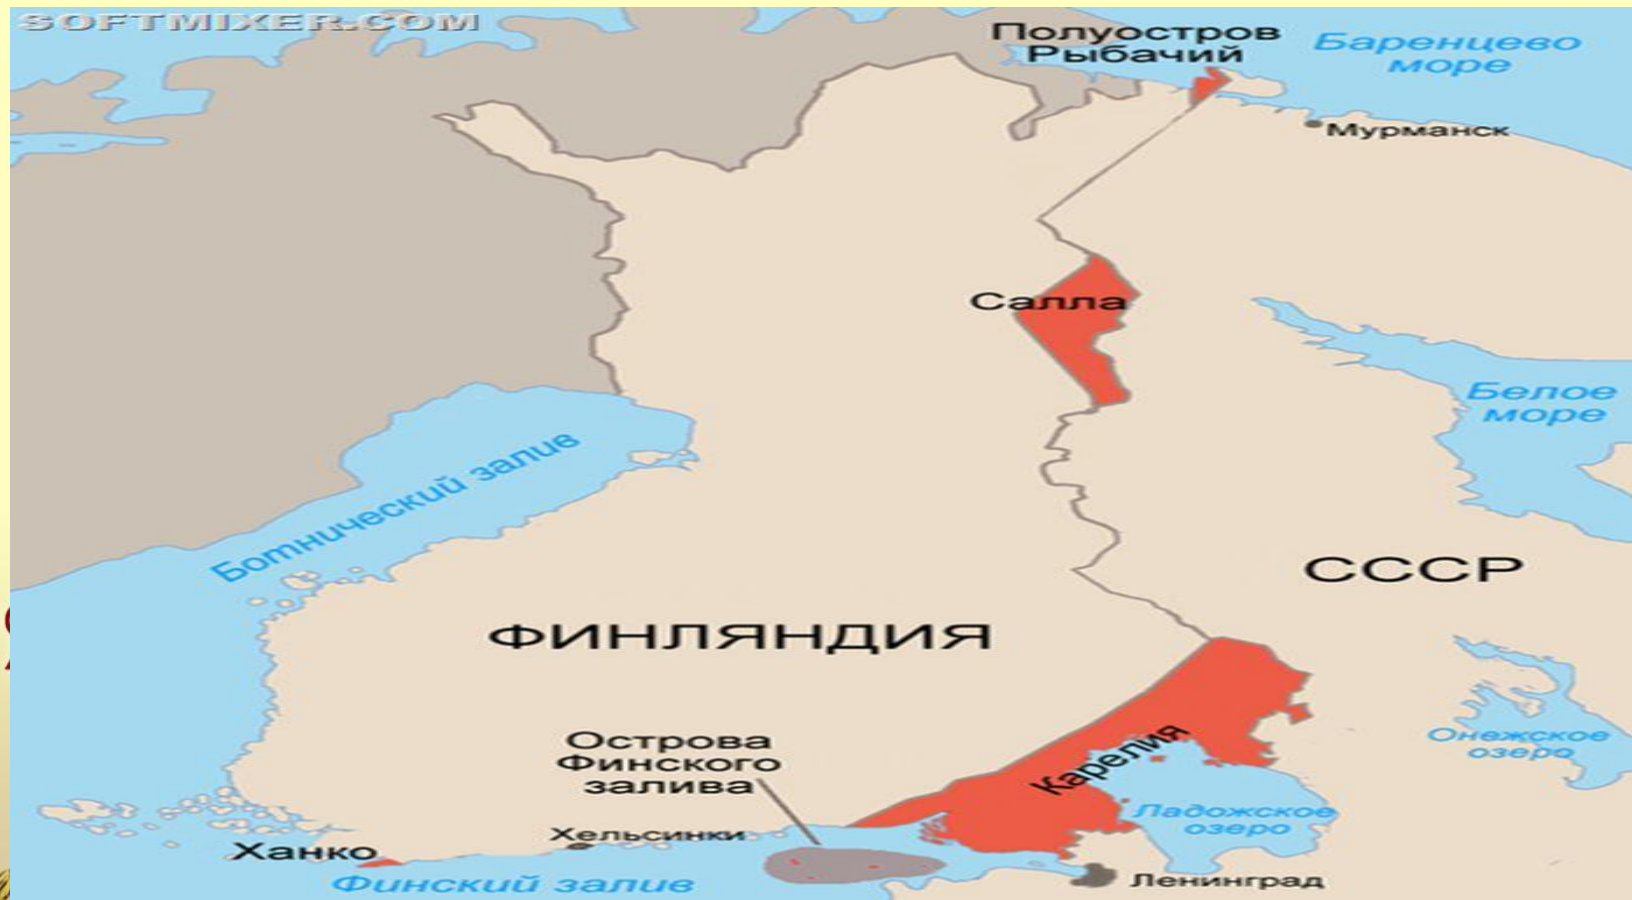 SOFTMIXER.COM
Полуостров
Рыбачий
Баренцево
море
Мурманск
Салла
Белое
море
Ботнический залив
СССР
ФИНЛЯНДИЯ
Острова
Финского
залива
Карелия
Онежское
озеро
Ладожское
озеро
Хельсинки
Ханко
Финский залив
Ленинград